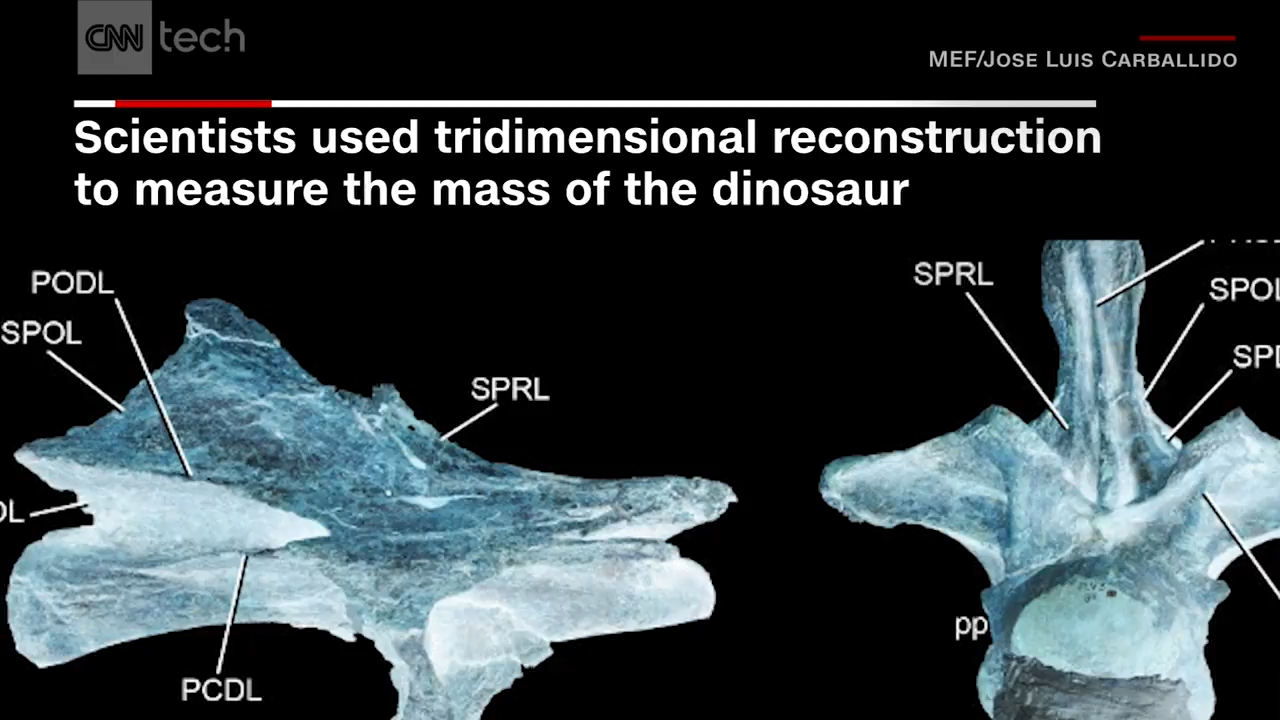 CNN tech
MEF/JOSE LUIS CARBALLIDO
Scientists used tridimensional reconstruction
to measure the mass of the dinosaur
PODL
SPOL
SPRL
PCDL
SPRL
SPOL
pp